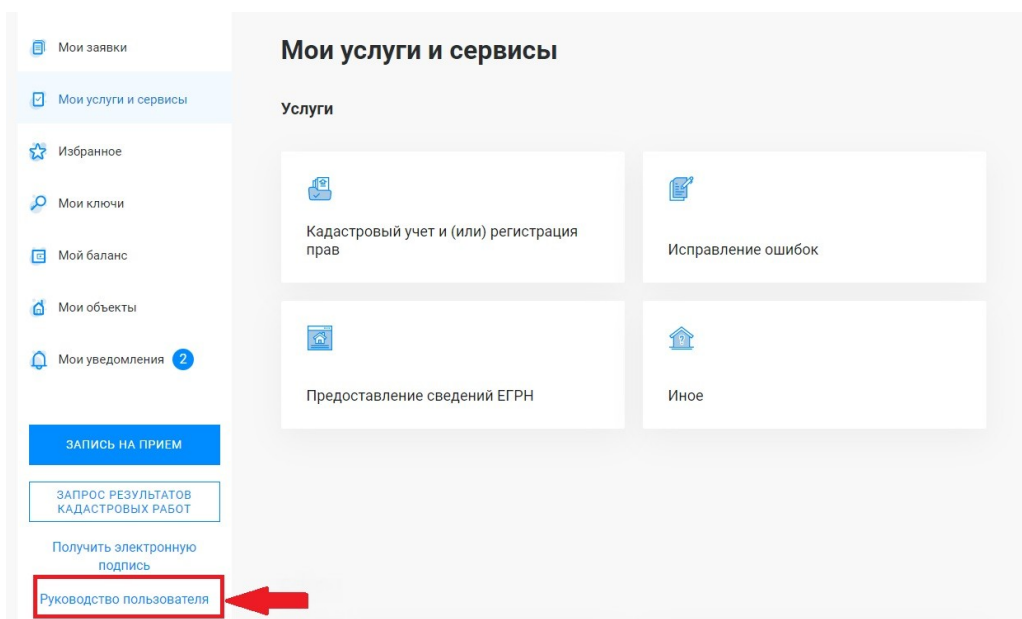 Мои заявки
Мои услуги и сервисы
Избранное
Мои ключи
Мой баланс
Мои объекты
Мои уведомления 2
ЗАПИСЬ НА ПРИЕМ
ЗАПРОС РЕЗУЛЬТАТОВ
КАДАСТРОВЫХ РАБОТ
Получить электронную
подпись
Руководство пользователя
Мои услуги и сервисы
Услуги
Кадастровый учет и (или) регистрация
прав
Исправление ошибок
Предоставление сведений ЕГРН
Иное